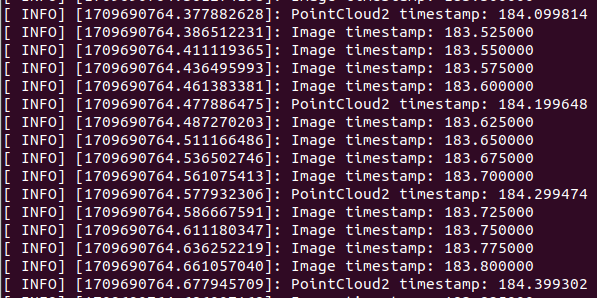 [ INFO] [1709690764.377882628]: PointCloud2 timestamp: 184.099814
[ INFO] [1709690764.386512231]: Image timestamp: 183.525000
[ INFO] [1709690764.411119365]: Image timestamp: 183.550000
[ INFO] [1709690764.436495993]: Image timestamp: 183.575000
[ INFO] [1709690764.461383381]: Image timestamp: 183.600000
[ INFO] [1709690764.477886475]: PointCloud2 timestamp: 184.199648
[ INFO] [1709690764.487270203]: Image timestamp: 183.625000
[ INFO] [1709690764.511166486]: Image timestamp: 183.650000
[ INFO] [1709690764.536502746]: Image timestamp: 183.675000
[ INFO] [1709690764.561075413]: Image timestamp: 183.700000
[ INFO] [1709690764.577932306]: PointCloud2 timestamp: 184.299474
[ INFO] [1709690764.586667591]: Image timestamp: 183.725000
[ INFO] [1709690764.611180347]: Image timestamp: 183.750000
[ INFO] [1709690764.636252219]: Image timestamp: 183.775000
[ INFO] [1709690764.661057040]: Image timestamp: 183.800000
[ INFO] [1709690764.677945709]: PointCloud2 timestamp: 184.399302